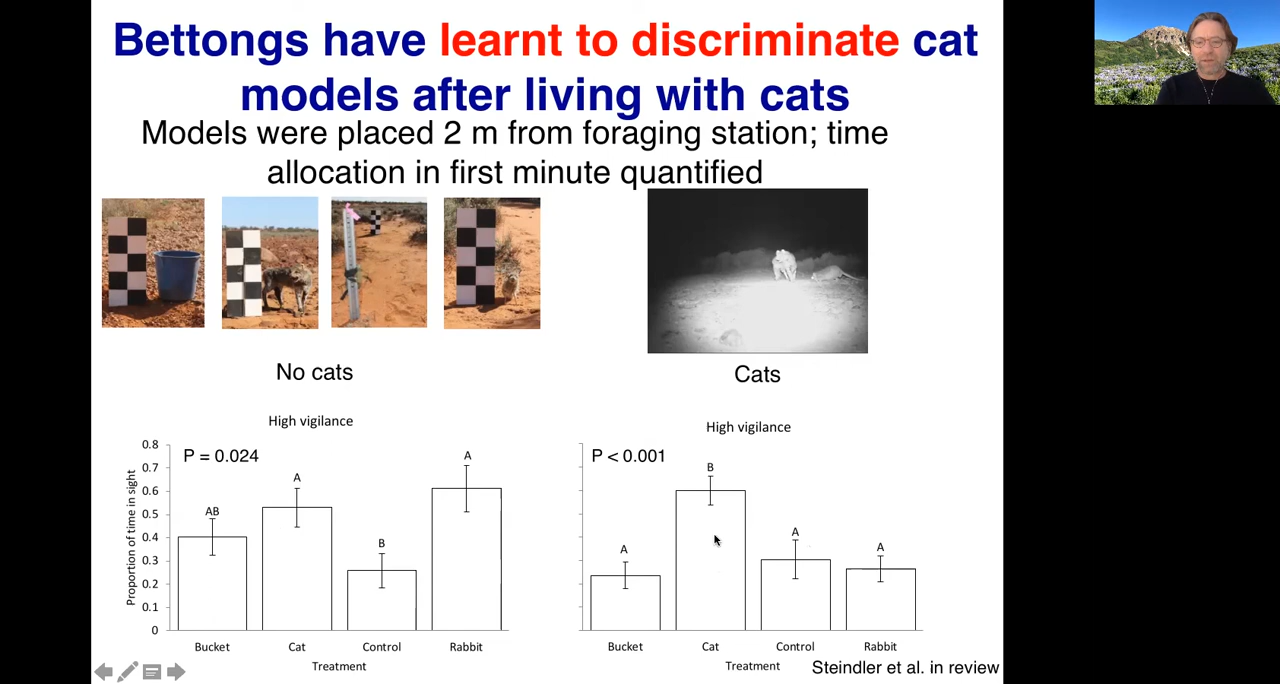 Bettongs have learnt to discriminate cat
models after living with cats
Models were placed 2 m from foraging station; time
allocation in first minute quantified
No cats
Cats
High vigilance
P = 0.024
Proportion of time in sight
0.8
0.7
0.6
0.5
0.4
0.3
0.2
0.1
0
AB
A
B
A
Bucket
Cat
Control
Rabbit
Treatment
High vigilance
P < 0.001
A
B
A
A
Bucket
Cat
Control
Rabbit
Treatment
Steindler et al. in review